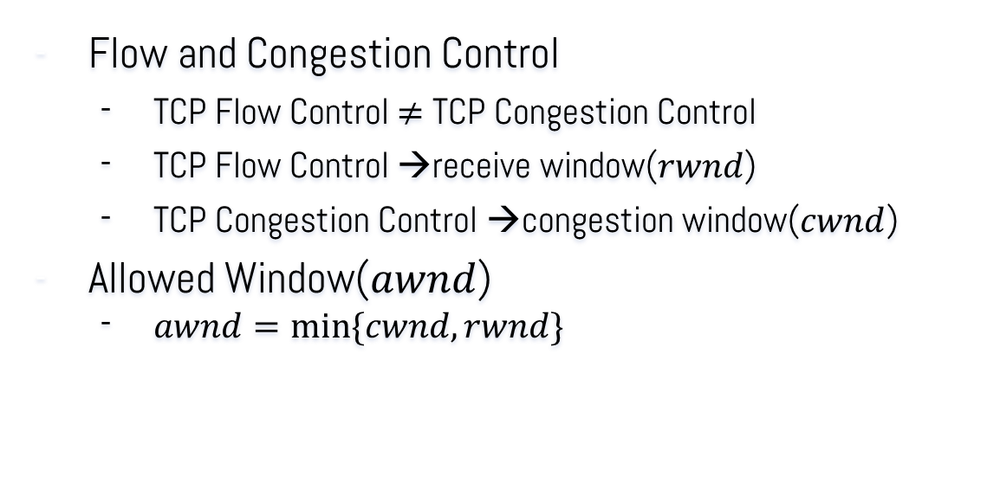 - Flow and Congestion Control
- TCP Flow Control ≠ TCP Congestion Control
- TCP Flow Control →receive window(rwnd)
- TCP Congestion Control →congestion window(cwnd)
- Allowed Window(awnd)
- awnd = min{cwnd, rwnd}